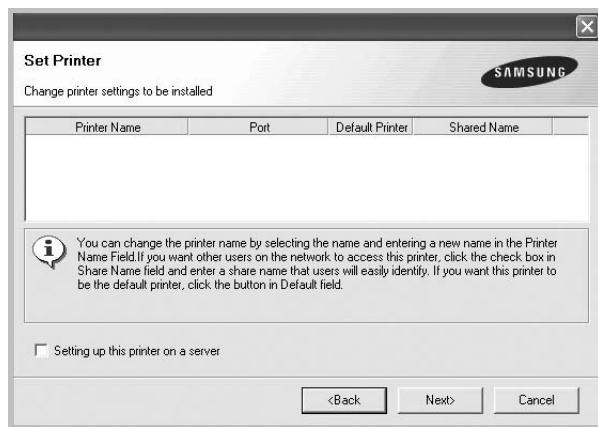 Set Printer
SAMSUNG
Change printer settings to be installed
Printer Name Port Default Printer Shared Name
You can change the printer name by selecting the name and entering a new name in the Printer
Name Field.If you want other users on the network to access this printer, click the check box in
Share Name field and enter a share name that users will easily identify. If you want this printer to
be the default printer, click the button in Default field.
Setting up this printer on a server
<Back Next> Cancel